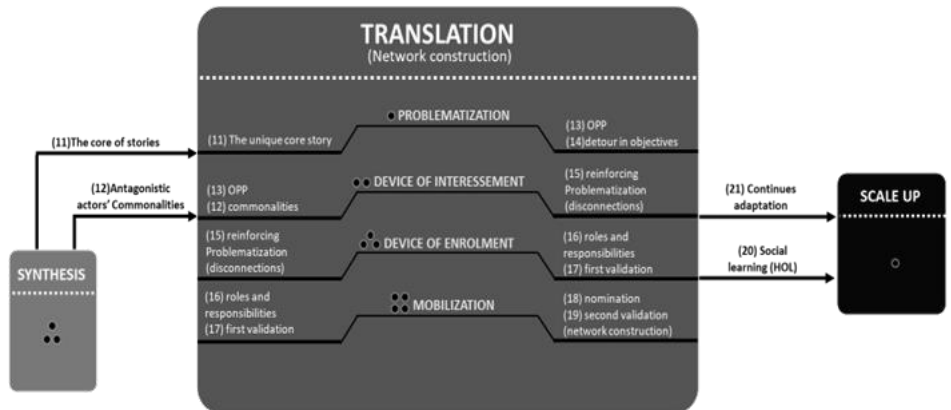 TRANSLATION
(Network construction)
PROBLEMATIZATION
(11)The core of stories
(11) The unique core story
(13) OPP
(14)detour in objectives
(12)Antagonistic
actors' Commonalities
(13) OPP
(12) commonalities
DEVICE OF INTERESSEMENT
(15) reinforcing
Problematization
(disconnections)
(21) Continues
adaptation
SCALE UP
SYNTHESIS
(15) reinforcing
Problematization
(disconnections)
DEVICE OF ENROLMENT
(16) roles and
responsibilities
(17) first validation
(20) Social
learning (HOL)
(16) roles and
responsibilities
(17) first validation
MOBILIZATION
(18) nomination
(19) second validation
(network construction)